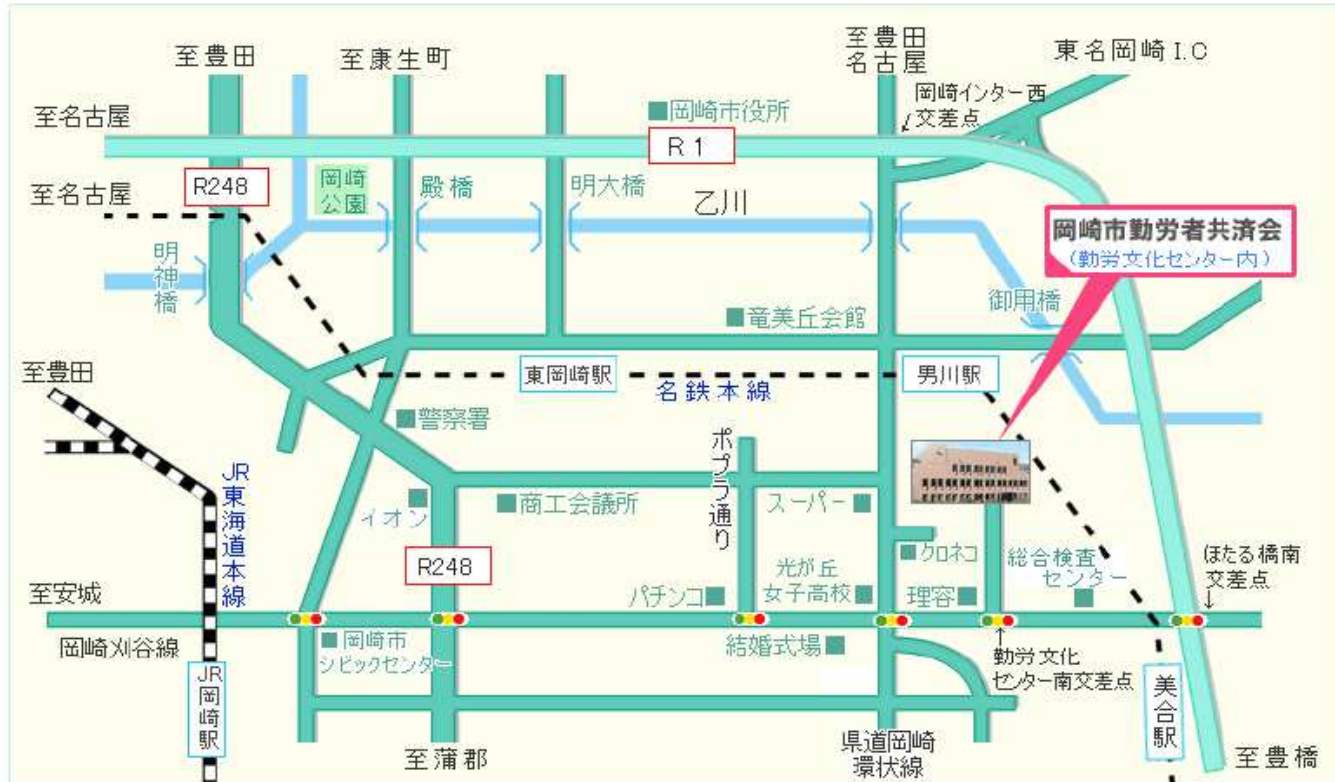 至豊田
至康生町
至豊田
名古屋
東名岡崎I.C
岡崎インター西
交差点
至名古屋
■岡崎市役所
R1
至名古屋
R248
岡崎
公園
殿橋
明大橋
乙川
岡崎市勤労者共済会
(勤労文化センター内)
明神橋
御用橋
■竜美丘会館
至豊田
東岡崎駅
名鉄本線
男川駅
■警察署
ポプラ通り
JR東海道本線
イオン
■商工会議所
スーパー■
R248
■クロネコ
総合検査
センター
ほたる橋南
交差点
至安城
パチンコ■
光が丘
女子高校■
理容■
岡崎刈谷線
■岡崎市
シビックセンター
結婚式場■
勤労文化
センター南交差点
JR岡崎駅
美合駅
至蒲郡
県道岡崎
環状線
至豊橋